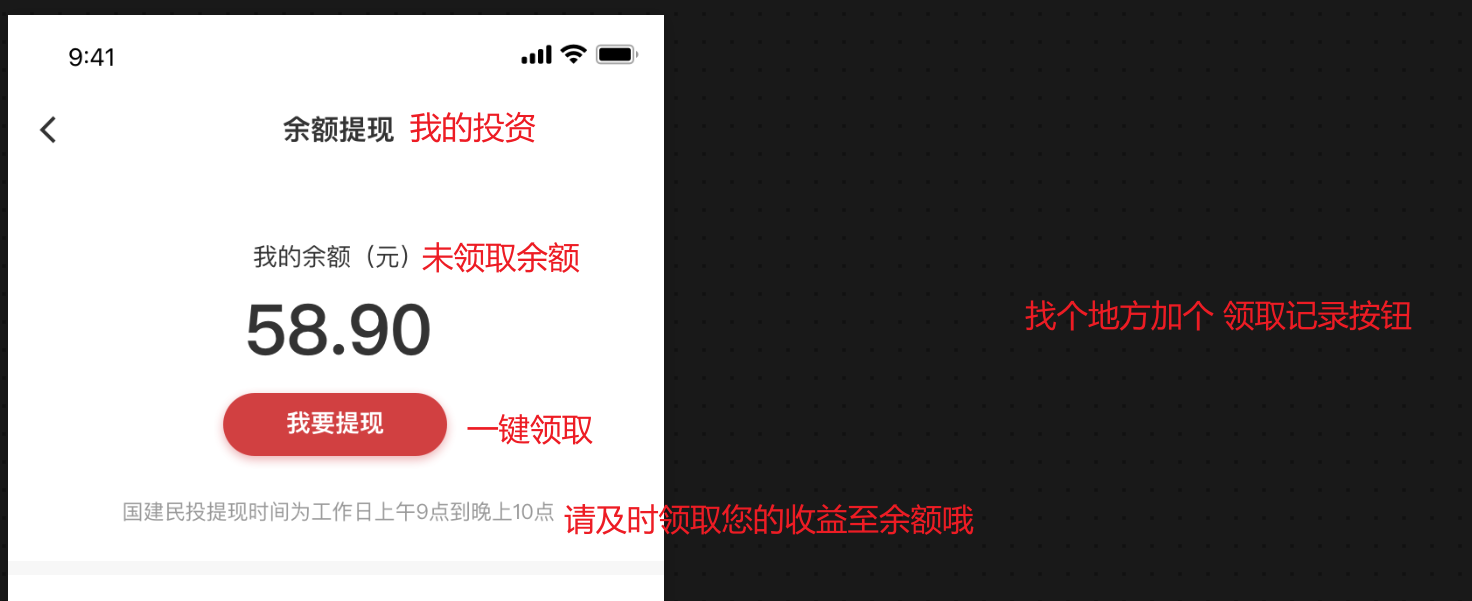 9:41
余额提现 我的投资
我的余额（元）未领取余额
58.90
找个地方加个 领取记录按钮
我要提现 一键领取
国建民投提现时间为工作日上午9点到晚上10点 请及时领取您的收益至余额哦